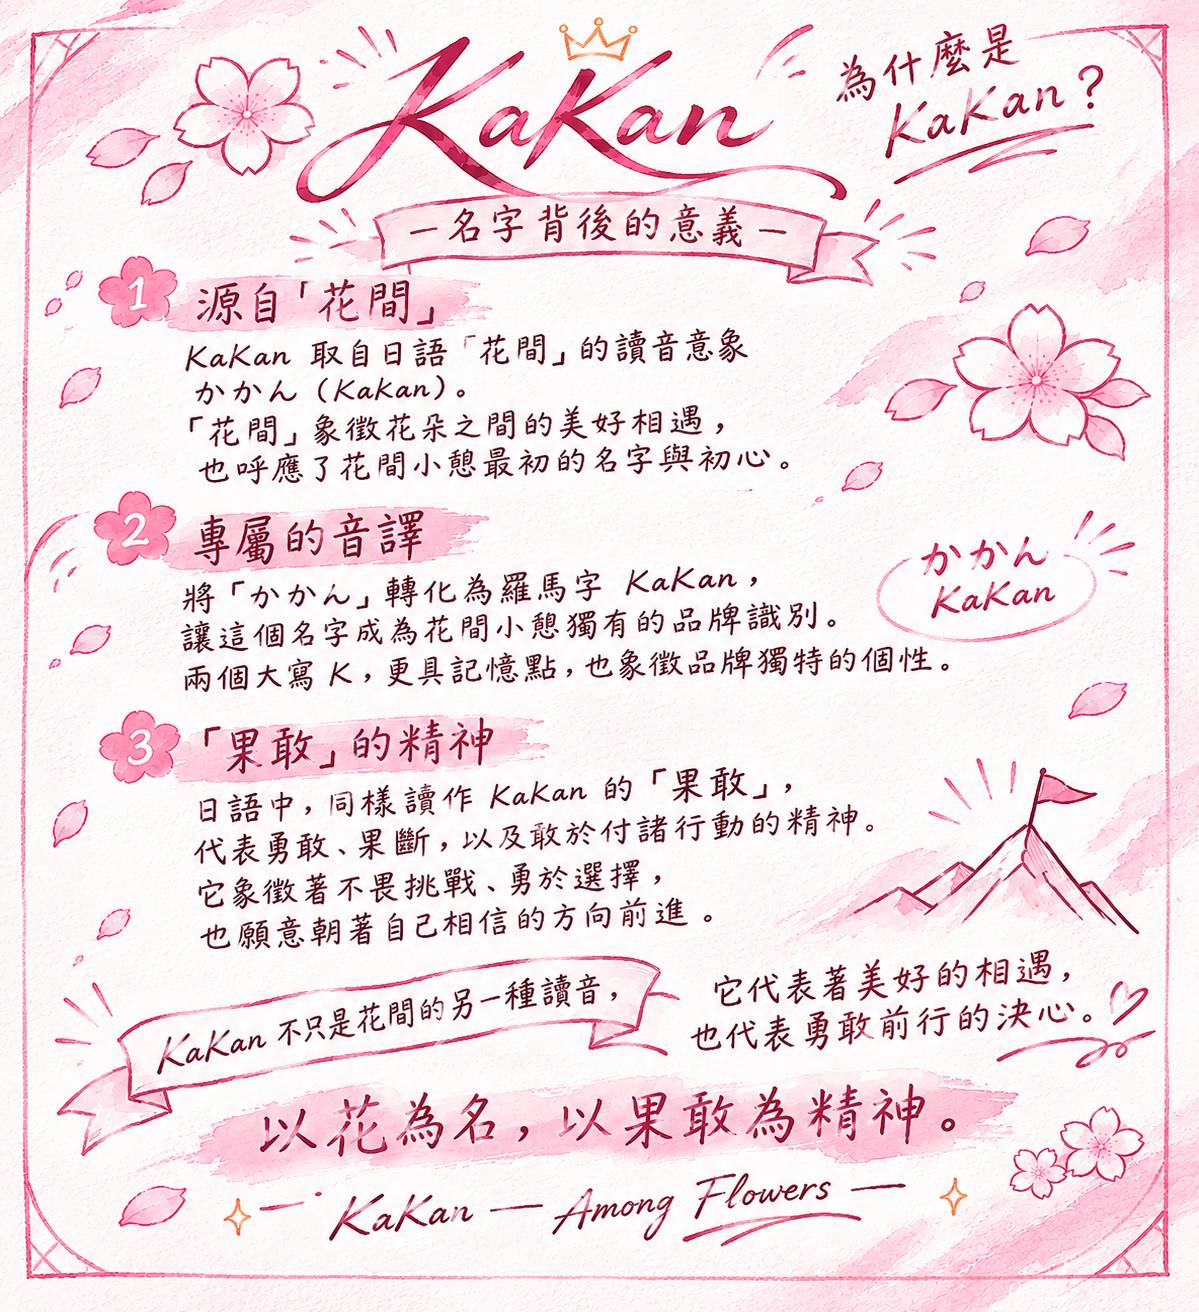 KaKan
為什麼是
KaKan？
－名字背後的意義－
1 源自「花間」
KaKan 取自日語「花間」的讀音意象
かかん（KaKan）。
「花間」象徵花朵之間的美好相遇，
也呼應了花間小憩最初的名字與初心。
2 專屬的音譯
將「かかん」轉化為羅馬字 KaKan，
讓這個名字成為花間小憩獨有的品牌識別。
兩個大寫 K，更具記憶點，也象徵品牌獨特的個性。
かかん
KaKan
3 「果敢」的精神
日語中，同樣讀作 KaKan 的「果敢」，
代表勇敢、果斷，以及敢於付諸行動的精神。
它象徵著不畏挑戰、勇於選擇，
也願意朝著自己相信的方向前進。
KaKan 不只是花間的另一種讀音，
它代表著美好的相遇，
也代表勇敢前行的決心。
以花為名，以果敢為精神。
KaKan — Among Flowers —